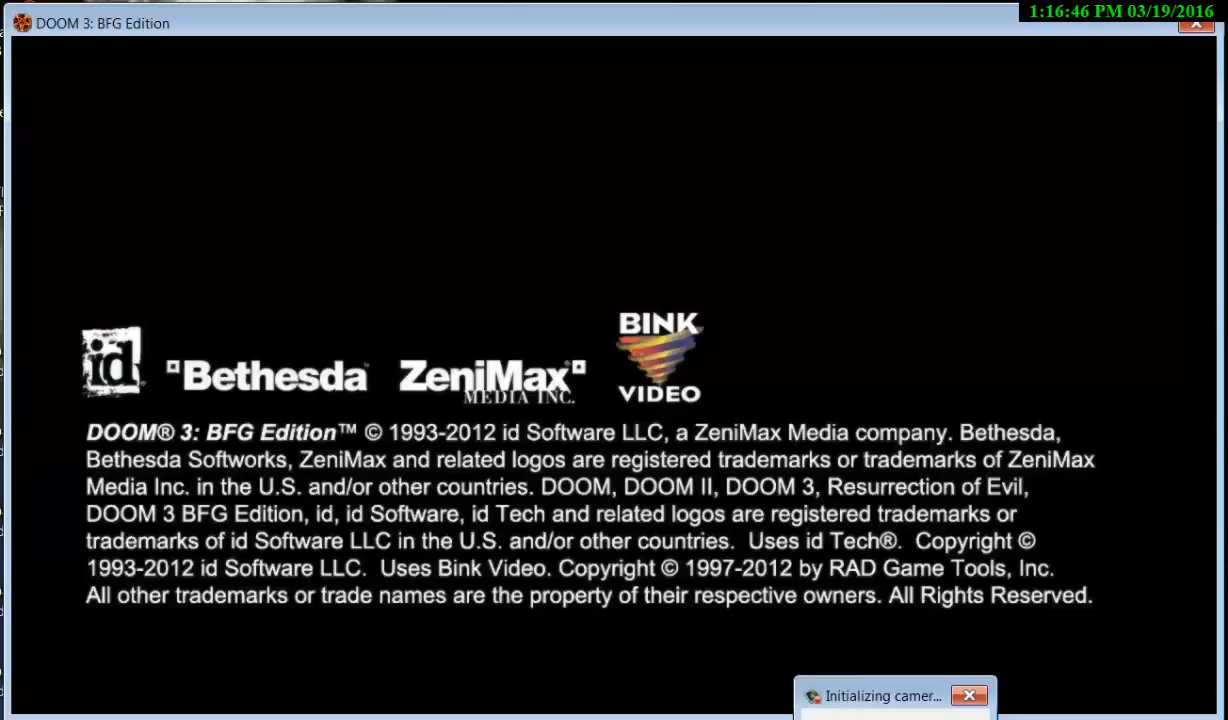 1:16:46 PM 03/19/2016
DOOM 3: BFG Edition
id
Bethesda
ZeniMax
MEDIA INC.
BINK
VIDEO
DOOM® 3: BFG Edition™ © 1993-2012 id Software LLC, a ZeniMax Media company. Bethesda,
Bethesda Softworks, ZeniMax and related logos are registered trademarks or trademarks of ZeniMax
Media Inc. in the U.S. and/or other countries. DOOM, DOOM II, DOOM 3, Resurrection of Evil,
DOOM 3 BFG Edition, id, id Software, id Tech and related logos are registered trademarks or
trademarks of id Software LLC in the U.S. and/or other countries. Uses id Tech®. Copyright ©
1993-2012 id Software LLC. Uses Bink Video. Copyright © 1997-2012 by RAD Game Tools, Inc.
All other trademarks or trade names are the property of their respective owners. All Rights Reserved.
Initializing camer...